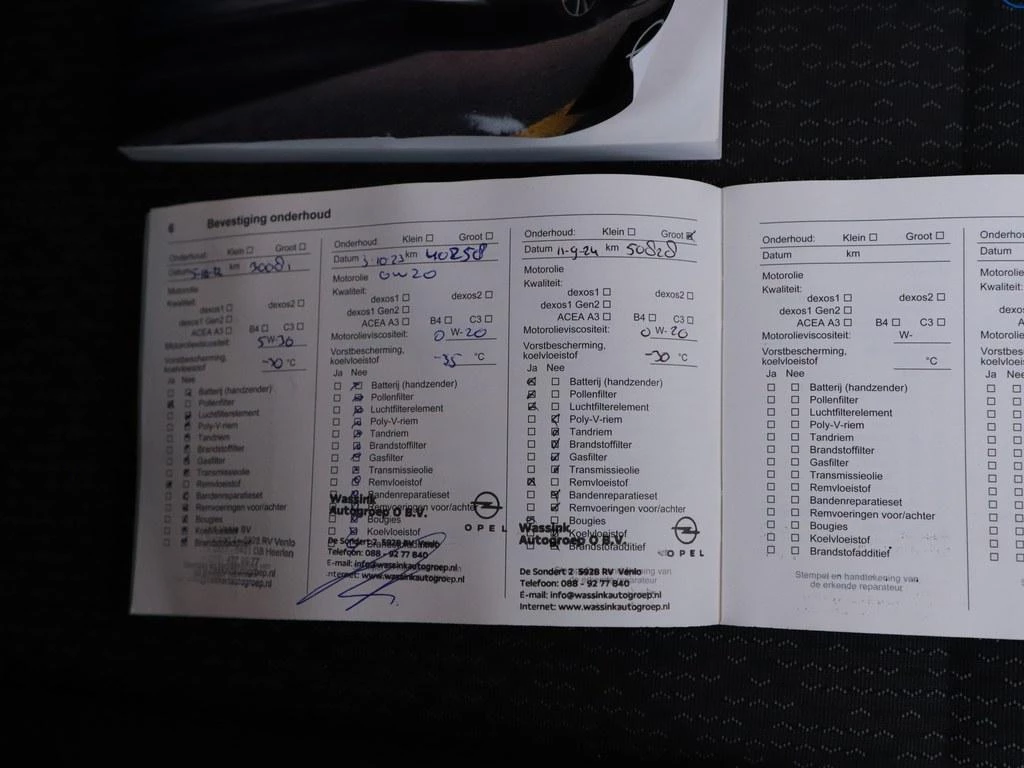 6 Bevestiging onderhoud
Onderhoud: Klein Groot
Datum km
Motorolie
Kwaliteit:
dexos1 dexos2
dexos1 Gen2
ACEA A3 B4 C3
Motorolieviscositeit: 5W-30
Vorstbescherming,
koelvloeistof -30 °C
Ja Nee
Batterij (handzender)
Pollenfilter
Luchtfilterelement
Poly-V-riem
Tandriem
Brandstoffilter
Gasfilter
Transmissieolie
Remvloeistof
Bandenreparatieset
Remvoeringen voor/achter
Bougies
Onderhoud: Klein Groot
Datum 3 10.23 km 40258
Motorolie 0W20
Kwaliteit:
dexos1 dexos2
dexos1 Gen2
ACEA A3 B4 C3
Motorolieviscositeit: 0 W-20
Vorstbescherming,
koelvloeistof -35 °C
Ja Nee
Batterij (handzender)
Pollenfilter
Luchtfilterelement
Poly-V-riem
Tandriem
Brandstoffilter
Gasfilter
Transmissieolie
Remvloeistof
Bandenreparatieset
Remvoeringen voor/achter
Bougies
Koelvloeistof
Wassink
Autogroep O B.V.
OPEL
De Sondert 2 5928 RV Venlo
Telefoon: 088 - 92 77 840
E-mail: info@wassinkautogroep.nl
Internet: www.wassinkautogroep.nl
Onderhoud: Klein Groot
Datum 11-9-24 km 50828
Motorolie
Kwaliteit:
dexos1 dexos2
dexos1 Gen2
ACEA A3 B4 C3
Motorolieviscositeit: 0 W-20
Vorstbescherming,
koelvloeistof -30 °C
Ja Nee
Batterij (handzender)
Pollenfilter
Luchtfilterelement
Poly-V-riem
Tandriem
Brandstoffilter
Gasfilter
Transmissieolie
Remvloeistof
Bandenreparatieset
Remvoeringen voor/achter
Bougies
Koelvloeistof
Brandstofadditief
Wassink
Autogroep O B.V.
OPEL
De Sondert 2 5928 RV Venlo
Telefoon: 088 - 92 77 840
E-mail: info@wassinkautogroep.nl
Internet: www.wassinkautogroep.nl
Onderhoud: Klein Groot
Datum km
Motorolie
Kwaliteit:
dexos1 dexos2
dexos1 Gen2
ACEA A3 B4 C3
Motorolieviscositeit: W-
Vorstbescherming,
koelvloeistof °C
Ja Nee
Batterij (handzender)
Pollenfilter
Luchtfilterelement
Poly-V-riem
Tandriem
Brandstoffilter
Gasfilter
Transmissieolie
Remvloeistof
Bandenreparatieset
Remvoeringen voor/achter
Bougies
Koelvloeistof
Brandstofadditief
Stempel en handtekening van
de erkende reparateur
Datum
Ja Nee